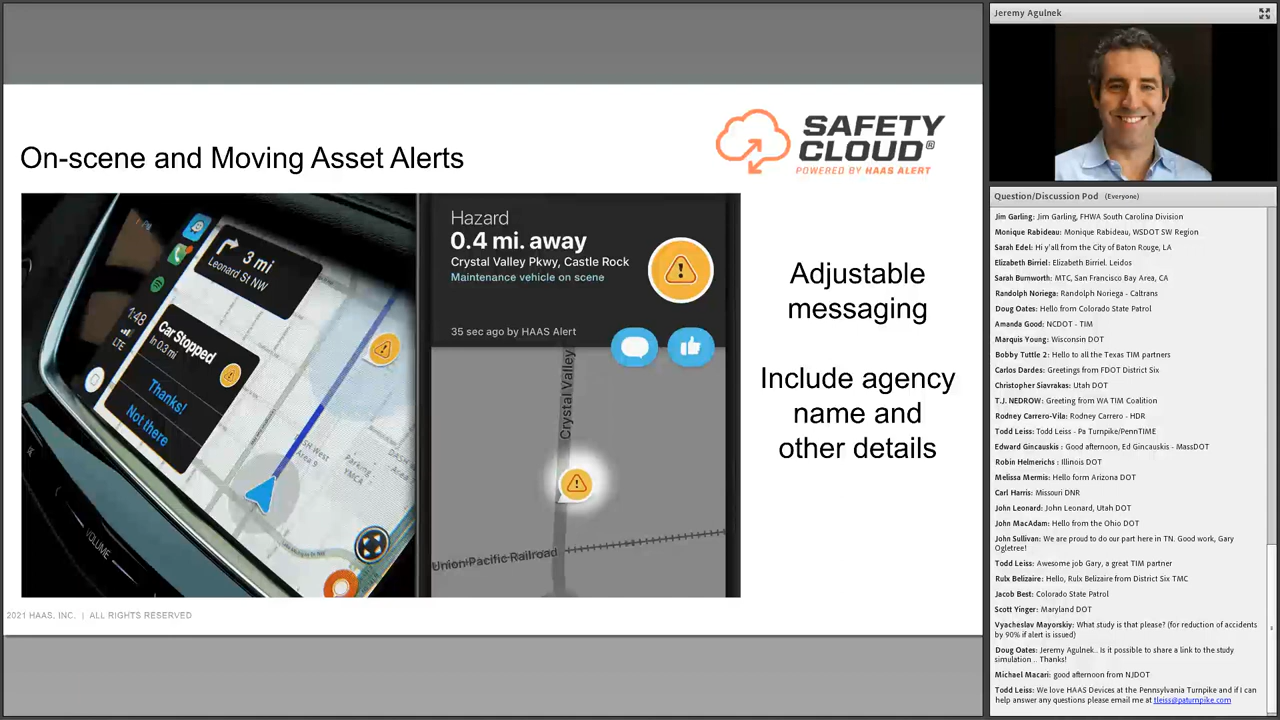 Jeremy Agulnek
SAFETY
CLOUD®
POWERED BY HAAS ALERT
On-scene and Moving Asset Alerts
3 mi
Leonard St NW
1:48
LTE
Car Stopped
In 0.3 mi
Thanks!
Not there
DASH West
Area 9
Parking
YMCA
VOLUME
Hazard
0.4 mi. away
Crystal Valley Pkwy, Castle Rock
Maintenance vehicle on scene
35 sec ago by HAAS Alert
Crystal Valley
Union Pacific Railroad
Adjustable
messaging
Include agency
name and
other details
2021 HAAS, INC. | ALL RIGHTS RESERVED
Question/Discussion Pod (Everyone)
Jim Garling: Jim Garling, FHWA South Carolina Division
Monique Rabideau: Monique Rabideau, WSDOT SW Region
Sarah Edel: Hi y'all from the City of Baton Rouge, LA
Elizabeth Birriel: Elizabeth Birriel. Leidos
Sarah Burnworth: MTC, San Francisco Bay Area, CA
Randolph Noriega: Randolph Noriega - Caltrans
Doug Oates: Hello from Colorado State Patrol
Amanda Good: NCDOT - TIM
Marquis Young: Wisconsin DOT
Bobby Tuttle 2: Hello to all the Texas TIM partners
Carlos Dardes: Greetings from FDOT District Six
Christopher Siavrakas: Utah DOT
T.J. NEDROW: Greeting from WA TIM Coalition
Rodney Carrero-Vila: Rodney Carrero - HDR
Todd Leiss: Todd Leiss - Pa Turnpike/PennTIME
Edward Gincauskis : Good afternoon, Ed Gincauskis - MassDOT
Robin Helmerichs : Illinois DOT
Melissa Mermis: Hello form Arizona DOT
Carl Harris: Missouri DNR
John Leonard: John Leonard, Utah DOT
John MacAdam: Hello from the Ohio DOT
John Sullivan: We are proud to do our part here in TN. Good work, Gary
Ogletree!
Todd Leiss: Awesome job Gary, a great TIM partner
Rulx Belizaire: Hello, Rulx Belizaire from District Six TMC
Jacob Best: Colorado State Patrol
Scott Yinger: Maryland DOT
Vyacheslav Mayorskiy: What study is that please? (for reduction of accidents
by 90% if alert is issued)
Doug Oates: Jeremy Agulnek.. Is it possible to share a link to the study
simulation .. Thanks!
Michael Macari: good afternoon from NJDOT
Todd Leiss: We love HAAS Devices at the Pennsylvania Turnpike and if I can
help answer any questions please email me at tleiss@paturnpike.com